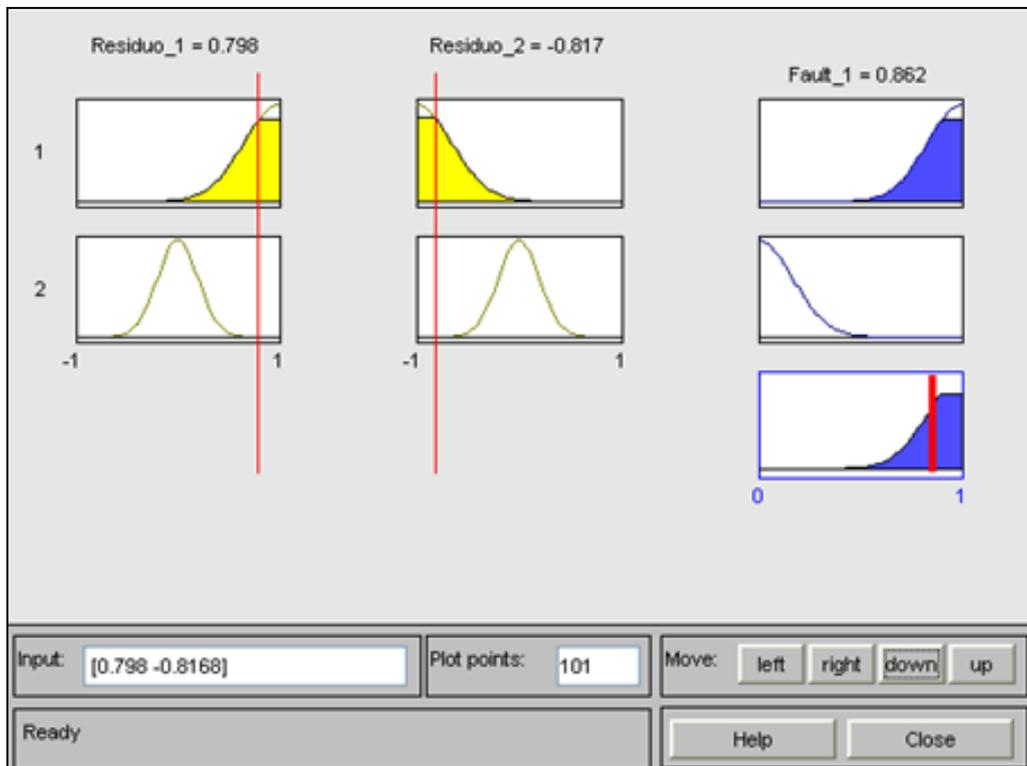 Residuo_1 = 0.798
Residuo_2 = -0.817
Fault_1 = 0.862
1
2
-1 1
-1 1
0 1
Input: [0.798 -0.8168]
Plot points: 101
Move: left right down up
Ready
Help Close